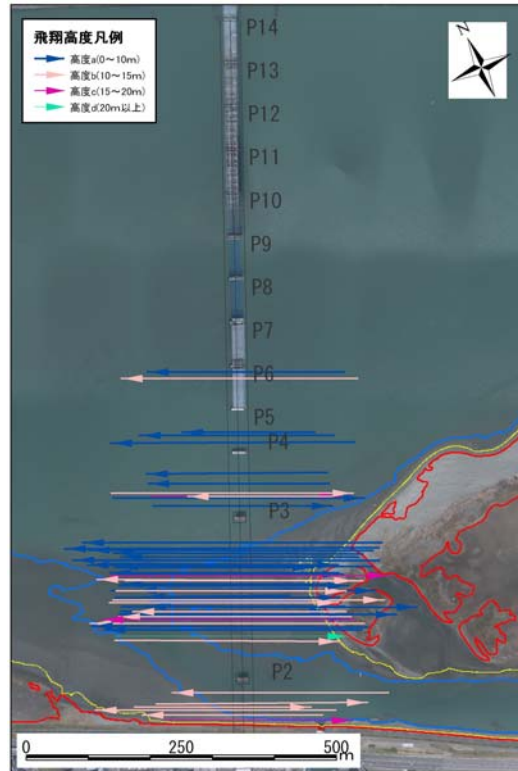 飛翔高度凡例
高度a(0～10m)
高度b(10～15m)
高度c(15～20m)
高度d(20m以上)
N
P14
P13
P12
P11
P10
P9
P8
P7
P6
P5
P4
P3
P2
0 250 500
m